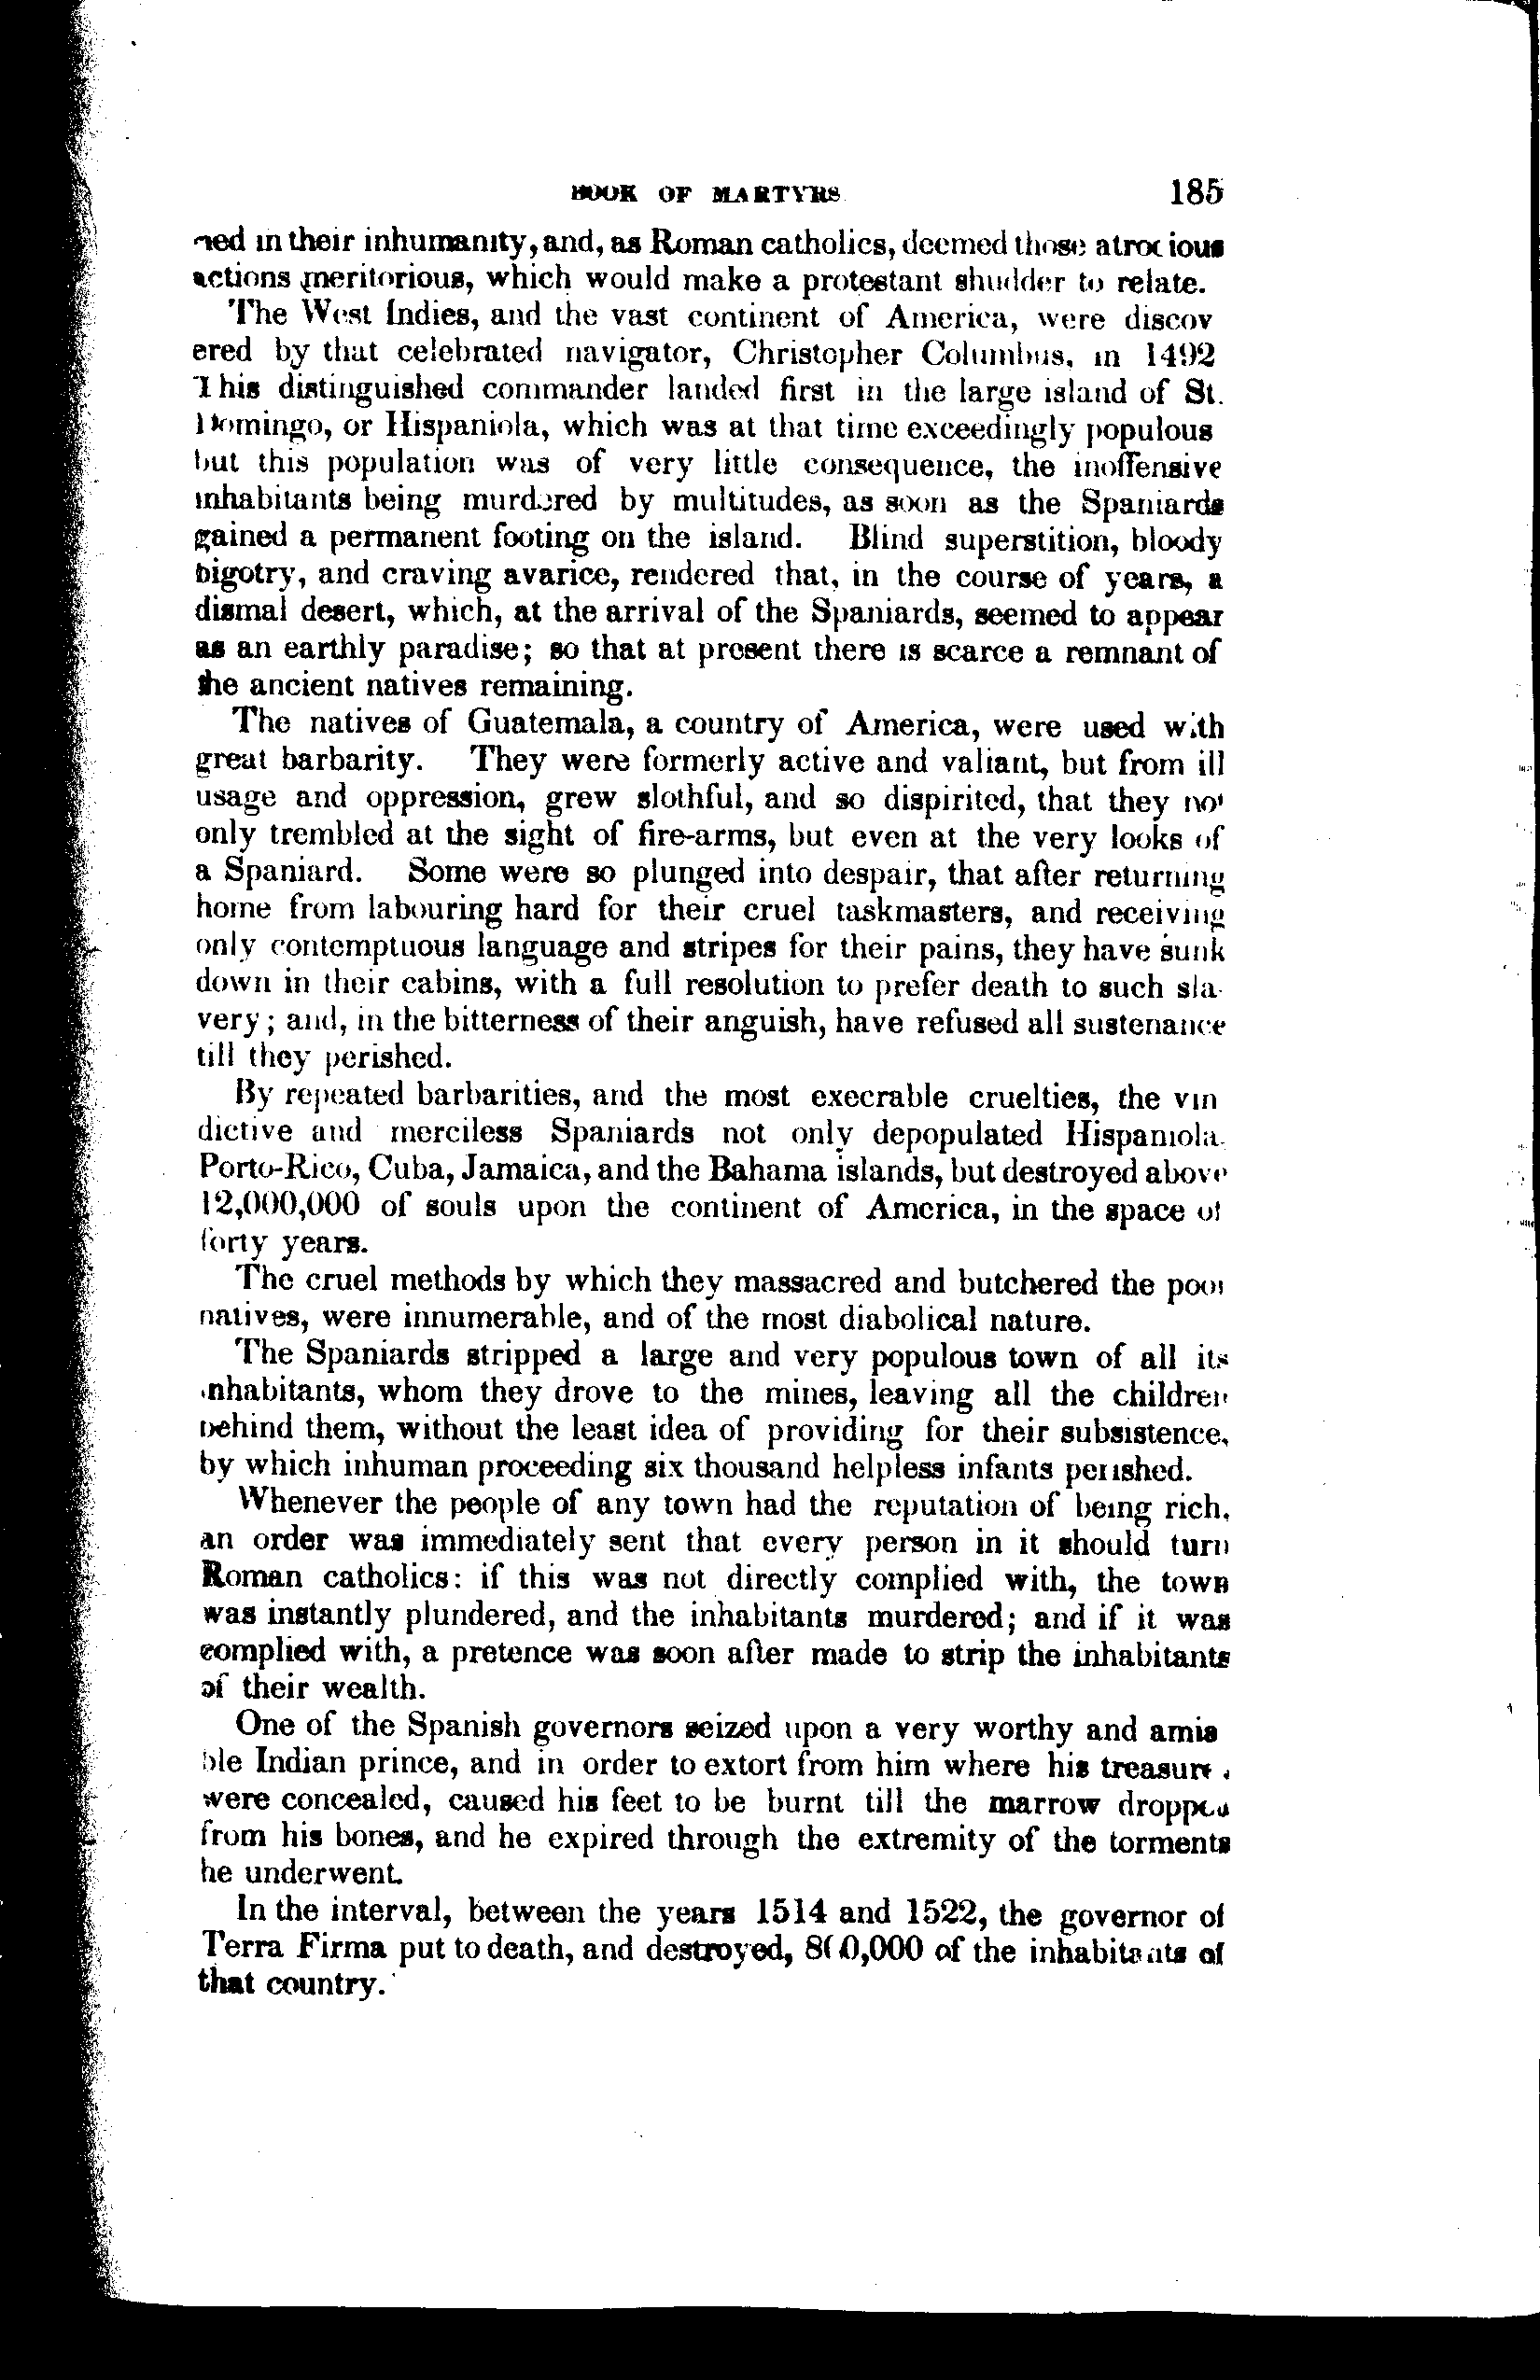 BOOK OF MARTYRS 185
ned in their inhumanity, and, as Roman catholics, deemed those atrocious
actions meritorious, which would make a protestant shudder to relate.
The West Indies, and the vast continent of America, were discov
ered by that celebrated navigator, Christopher Columbus, in 1492
This distinguished commander landed first in the large island of St.
Domingo, or Hispaniola, which was at that time exceedingly populous
but this population was of very little consequence, the inoffensive
inhabitants being murdered by multitudes, as soon as the Spaniards
gained a permanent footing on the island. Blind superstition, bloody
bigotry, and craving avarice, rendered that, in the course of years, a
dismal desert, which, at the arrival of the Spaniards, seemed to appear
as an earthly paradise; so that at present there is scarce a remnant of
the ancient natives remaining.
The natives of Guatemala, a country of America, were used with
great barbarity. They were formerly active and valiant, but from ill
usage and oppression, grew slothful, and so dispirited, that they not
only trembled at the sight of fire-arms, but even at the very looks of
a Spaniard. Some were so plunged into despair, that after returning
home from labouring hard for their cruel taskmasters, and receiving
only contemptuous language and stripes for their pains, they have sunk
down in their cabins, with a full resolution to prefer death to such sla-
very; and, in the bitterness of their anguish, have refused all sustenance
till they perished.
By repeated barbarities, and the most execrable cruelties, the vin
dictive and merciless Spaniards not only depopulated Hispaniola,
Porto-Rico, Cuba, Jamaica, and the Bahama islands, but destroyed above
12,000,000 of souls upon the continent of America, in the space of
forty years.
The cruel methods by which they massacred and butchered the poor
natives, were innumerable, and of the most diabolical nature.
The Spaniards stripped a large and very populous town of all its
inhabitants, whom they drove to the mines, leaving all the children
behind them, without the least idea of providing for their subsistence,
by which inhuman proceeding six thousand helpless infants perished.
Whenever the people of any town had the reputation of being rich,
an order was immediately sent that every person in it should turn
Roman catholics: if this was not directly complied with, the town
was instantly plundered, and the inhabitants murdered; and if it was
complied with, a pretence was soon after made to strip the inhabitants
of their wealth.
One of the Spanish governors seized upon a very worthy and amia
ble Indian prince, and in order to extort from him where his treasures
were concealed, caused his feet to be burnt till the marrow dropped
from his bones, and he expired through the extremity of the torments
he underwent.
In the interval, between the years 1514 and 1522, the governor of
Terra Firma put to death, and destroyed, 800,000 of the inhabitants of
that country.